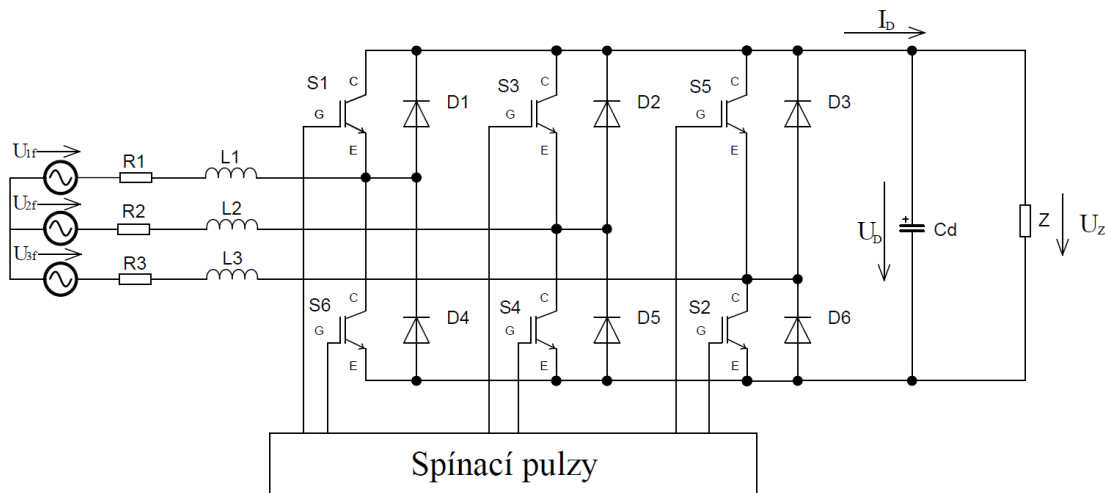 I_D
C
C
C
S1
S3
S5
G
D1
G
D2
G
D3
E
E
E
U_1f
R1
L1
U_2f
R2
L2
U_3f
R3
L3
U_D
+
Cd
Z
U_Z
C
C
C
S6
S4
S2
G
D4
G
D5
G
D6
E
E
E
Spínací pulzy